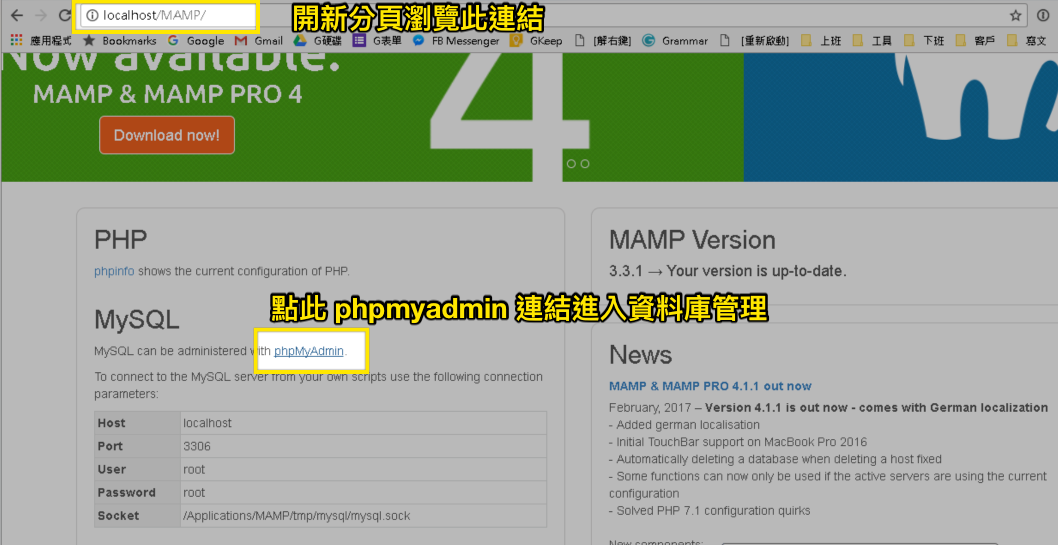 localhost/MAMP/
開新分頁瀏覽此連結
應用程式 Bookmarks Google Gmail G硬碟 G表單 FB Messenger GKeep [解右鍵] Grammar [重新啟動] 上班 工具 下班 客戶 寫文
Now available:
MAMP & MAMP PRO 4
4
Download now!
PHP
phpinfo shows the current configuration of PHP.
MySQL
MySQL can be administered with phpMyAdmin.
點此 phpmyadmin 連結進入資料庫管理
To connect to the MySQL server from your own scripts use the following connection
parameters:
Host localhost
Port 3306
User root
Password root
Socket /Applications/MAMP/tmp/mysql/mysql.sock
MAMP Version
3.3.1 → Your version is up-to-date.
News
MAMP & MAMP PRO 4.1.1 out now
February, 2017 – Version 4.1.1 is out now - comes with German localization
- Added german localisation
- Initial TouchBar support on MacBook Pro 2016
- Automatically deleting a database when deleting a host fixed
- Some functions can now only be used if the active servers are using the current
configuration
- Solved PHP 7.1 configuration quirks
New components: